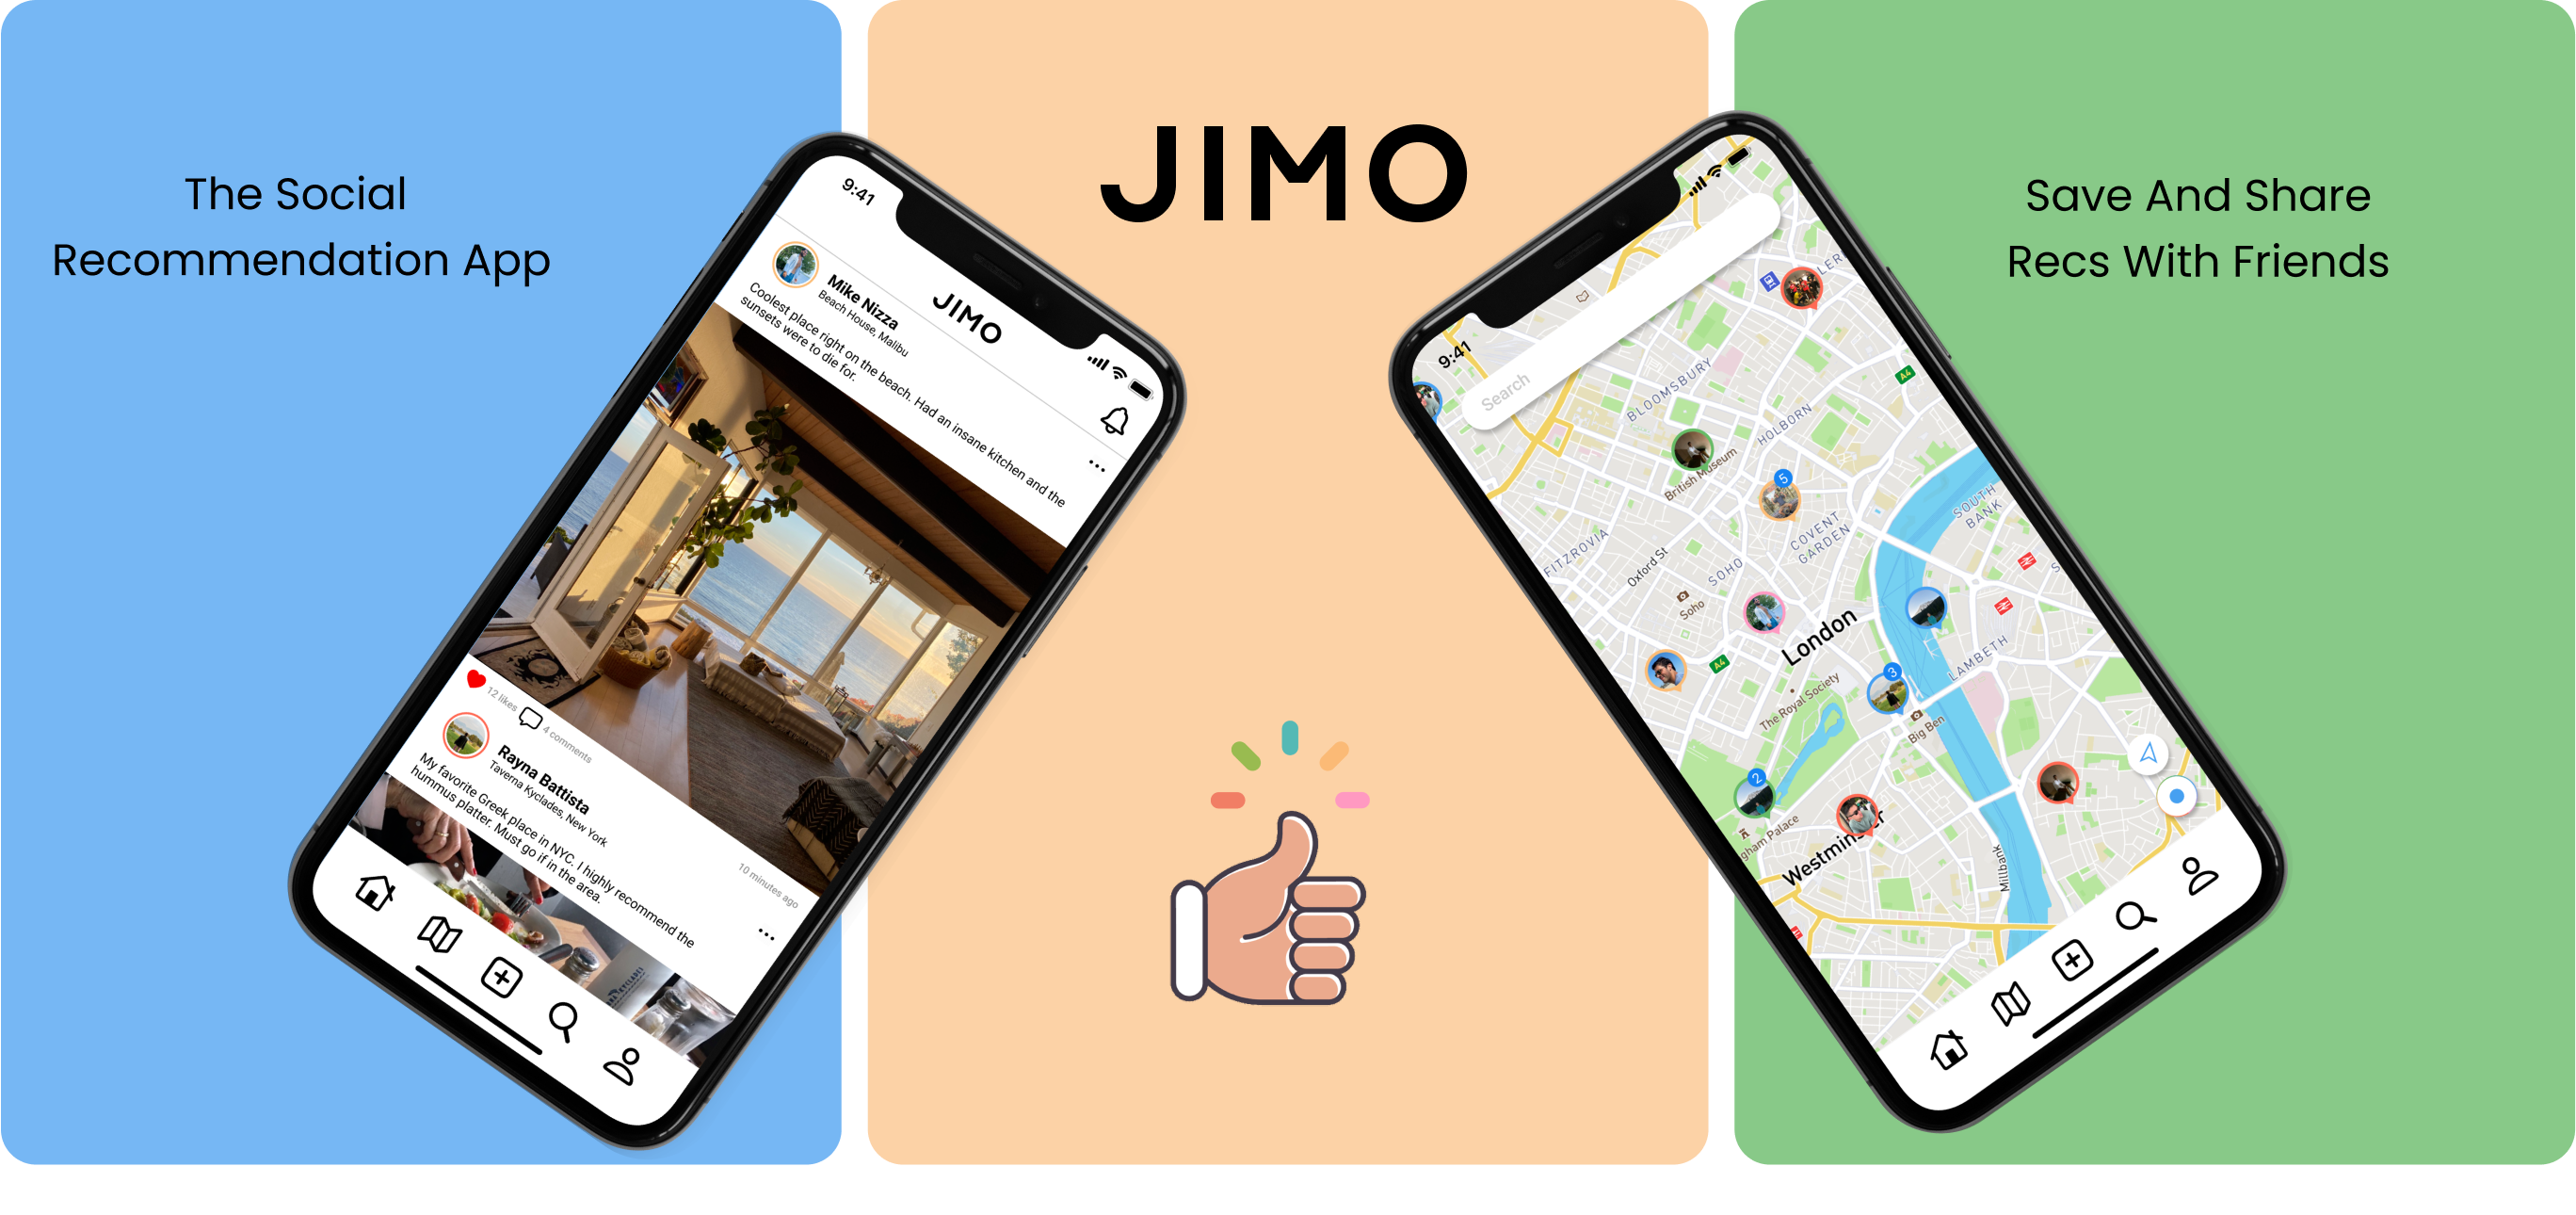 The Social
Recommendation App
JIMO
Save And Share
Recs With Friends
9:41
JIMO
Mike Nizza
Beach House, Malibu
Coolest place right on the beach. Had an insane kitchen and the
sunsets were to die for.
12 likes
4 comments
10 minutes ago
Rayna Battista
Taverna Kyclades, New York
My favorite Greek place in NYC. I highly recommend the
hummus platter. Must go if in the area.
9:41
Search
LER
A4
BLOOMSBURY
HOLBORN
British Museum
5
SOUTH
BANK
COVENT
GARDEN
FITZROVIA
Oxford St
SOHO
Soho
S
London
A4
LAMBETH
3
The Royal Society
Big Ben
2
gham Palace
Westminster
Millbank